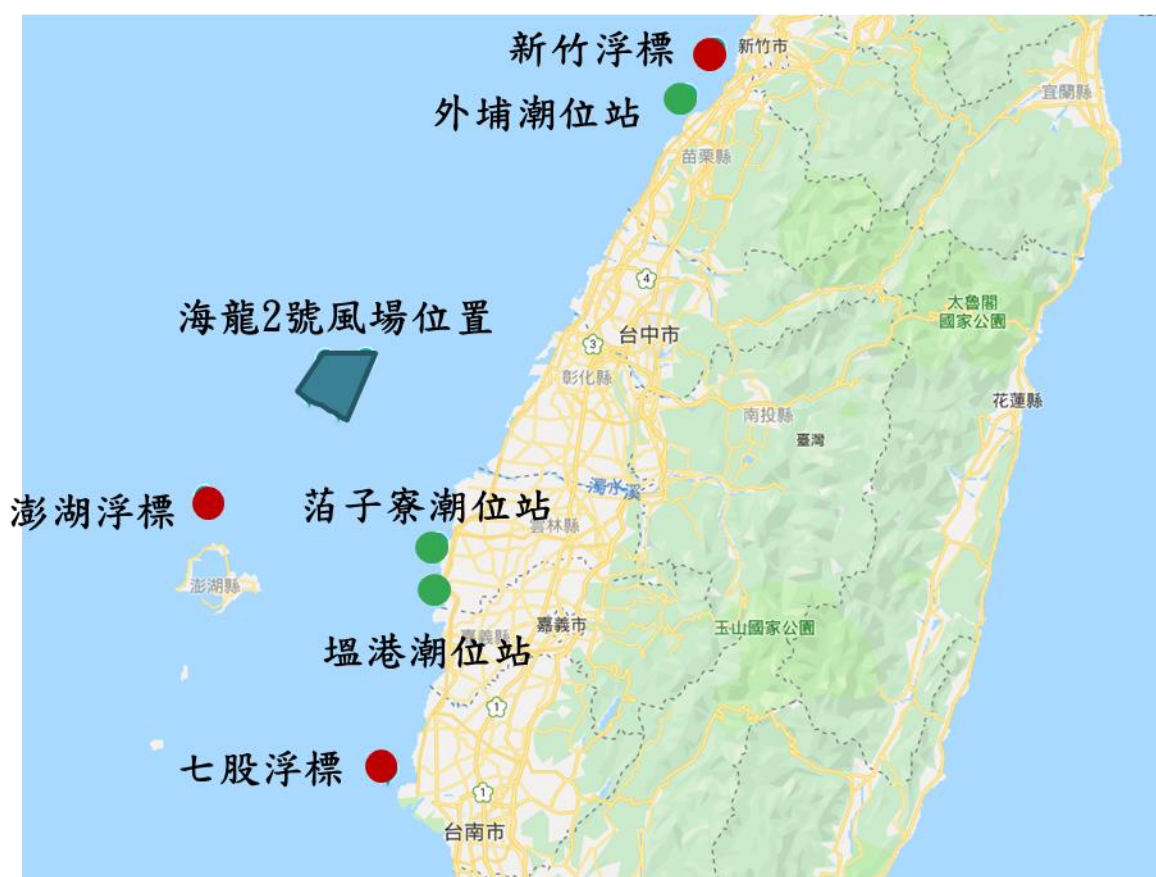 新竹浮標
新竹市
外埔潮位站
宜蘭縣
苗栗縣
4
太魯閣
國家公園
海龍2號風場位置
台中市
3
彰化縣
花蓮縣
南投縣
臺灣
濁水溪
澎湖浮標
萡子寮潮位站
雲林縣
澎湖縣
嘉義市
玉山國家公園
嘉義縣
塭港潮位站
1
七股浮標
1
台南市